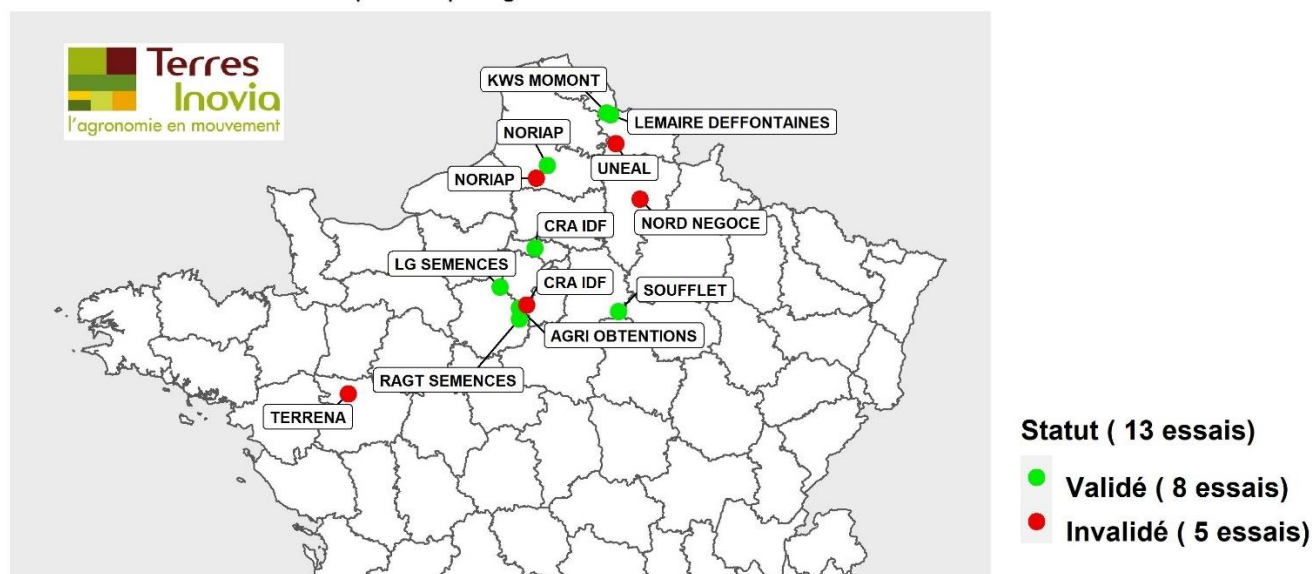 Terres
Inovia
l'agronomie en mouvement
KWS MOMONT
LEMAIRE DEFFONTAINES
NORIAP
UNEAL
NORIAP
NORD NEGOCE
CRA IDF
LG SEMENCES
CRA IDF
SOUFFLET
AGRI OBTENTIONS
RAGT SEMENCES
TERRENA
Statut ( 13 essais)
Validé ( 8 essais)
Invalidé ( 5 essais)